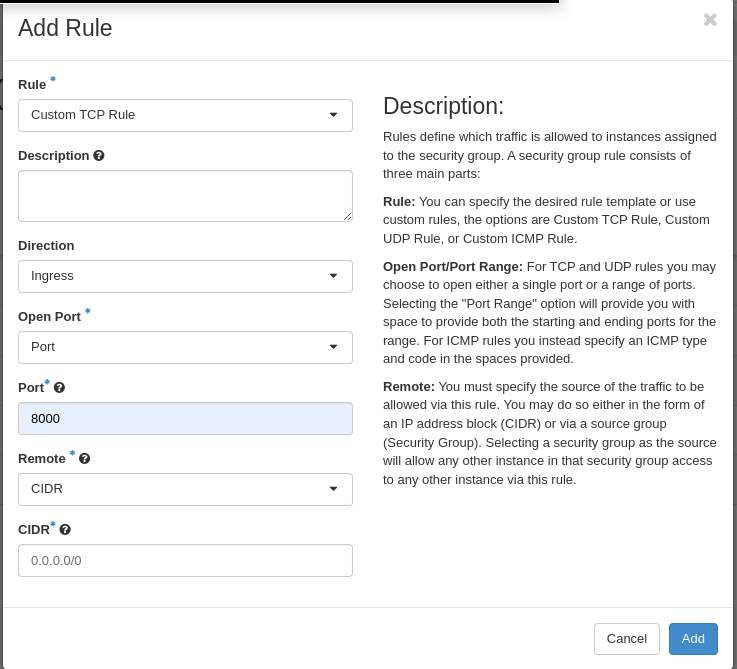 Add Rule
Rule *
Custom TCP Rule
Description
Direction
Ingress
Open Port *
Port
Port*
8000
Remote *
CIDR
CIDR*
0.0.0.0/0
Description:
Rules define which traffic is allowed to instances assigned
to the security group. A security group rule consists of
three main parts:
Rule: You can specify the desired rule template or use
custom rules, the options are Custom TCP Rule, Custom
UDP Rule, or Custom ICMP Rule.
Open Port/Port Range: For TCP and UDP rules you may
choose to open either a single port or a range of ports.
Selecting the "Port Range" option will provide you with
space to provide both the starting and ending ports for the
range. For ICMP rules you instead specify an ICMP type
and code in the spaces provided.
Remote: You must specify the source of the traffic to be
allowed via this rule. You may do so either in the form of
an IP address block (CIDR) or via a source group
(Security Group). Selecting a security group as the source
will allow any other instance in that security group access
to any other instance via this rule.
Cancel
Add